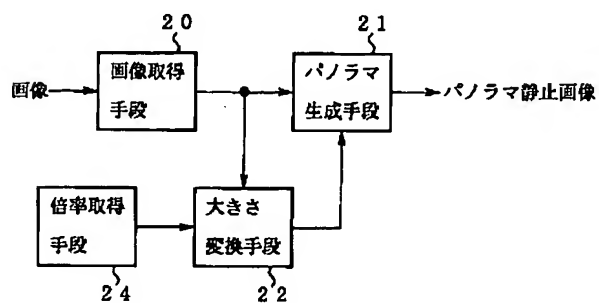 20
21
画像
画像取得
手段
パノラマ
生成手段
パノラマ静止画像
倍率取得
手段
大きさ
変換手段
24
22